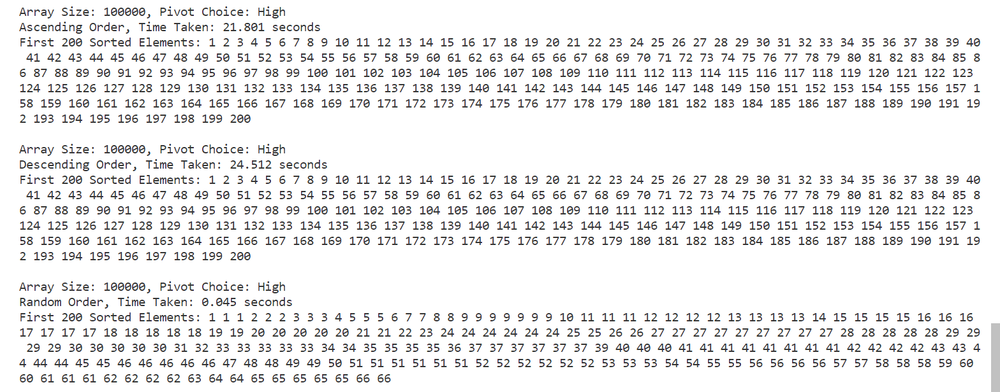 Array Size: 100000, Pivot Choice: High
Ascending Order, Time Taken: 21.801 seconds
First 200 Sorted Elements: 1 2 3 4 5 6 7 8 9 10 11 12 13 14 15 16 17 18 19 20 21 22 23 24 25 26 27 28 29 30 31 32 33 34 35 36 37 38 39 40
41 42 43 44 45 46 47 48 49 50 51 52 53 54 55 56 57 58 59 60 61 62 63 64 65 66 67 68 69 70 71 72 73 74 75 76 77 78 79 80 81 82 83 84 85 8
6 87 88 89 90 91 92 93 94 95 96 97 98 99 100 101 102 103 104 105 106 107 108 109 110 111 112 113 114 115 116 117 118 119 120 121 122 123
124 125 126 127 128 129 130 131 132 133 134 135 136 137 138 139 140 141 142 143 144 145 146 147 148 149 150 151 152 153 154 155 156 157 1
58 159 160 161 162 163 164 165 166 167 168 169 170 171 172 173 174 175 176 177 178 179 180 181 182 183 184 185 186 187 188 189 190 191 19
2 193 194 195 196 197 198 199 200
Array Size: 100000, Pivot Choice: High
Descending Order, Time Taken: 24.512 seconds
First 200 Sorted Elements: 1 2 3 4 5 6 7 8 9 10 11 12 13 14 15 16 17 18 19 20 21 22 23 24 25 26 27 28 29 30 31 32 33 34 35 36 37 38 39 40
41 42 43 44 45 46 47 48 49 50 51 52 53 54 55 56 57 58 59 60 61 62 63 64 65 66 67 68 69 70 71 72 73 74 75 76 77 78 79 80 81 82 83 84 85 8
6 87 88 89 90 91 92 93 94 95 96 97 98 99 100 101 102 103 104 105 106 107 108 109 110 111 112 113 114 115 116 117 118 119 120 121 122 123
124 125 126 127 128 129 130 131 132 133 134 135 136 137 138 139 140 141 142 143 144 145 146 147 148 149 150 151 152 153 154 155 156 157 1
58 159 160 161 162 163 164 165 166 167 168 169 170 171 172 173 174 175 176 177 178 179 180 181 182 183 184 185 186 187 188 189 190 191 19
2 193 194 195 196 197 198 199 200
Array Size: 100000, Pivot Choice: High
Random Order, Time Taken: 0.045 seconds
First 200 Sorted Elements: 1 1 1 2 2 2 3 3 3 4 5 5 5 6 7 7 8 8 9 9 9 9 9 9 9 10 11 11 11 12 12 12 12 13 13 13 13 14 15 15 15 15 16 16 16
17 17 17 17 18 18 18 18 18 19 19 20 20 20 20 20 21 21 22 23 24 24 24 24 24 24 25 25 26 26 27 27 27 27 27 27 27 27 27 28 28 28 28 28 29 29
29 29 30 30 30 30 30 31 32 33 33 33 33 33 34 34 35 35 35 35 36 37 37 37 37 37 37 39 40 40 40 41 41 41 41 41 41 41 41 42 42 42 42 43 43 4
4 44 44 45 45 46 46 46 46 46 47 48 48 49 49 50 51 51 51 51 51 51 52 52 52 52 52 52 53 53 53 54 54 55 55 56 56 56 56 57 57 58 58 58 59 60
60 61 61 61 62 62 62 62 63 64 64 65 65 65 65 65 66 66